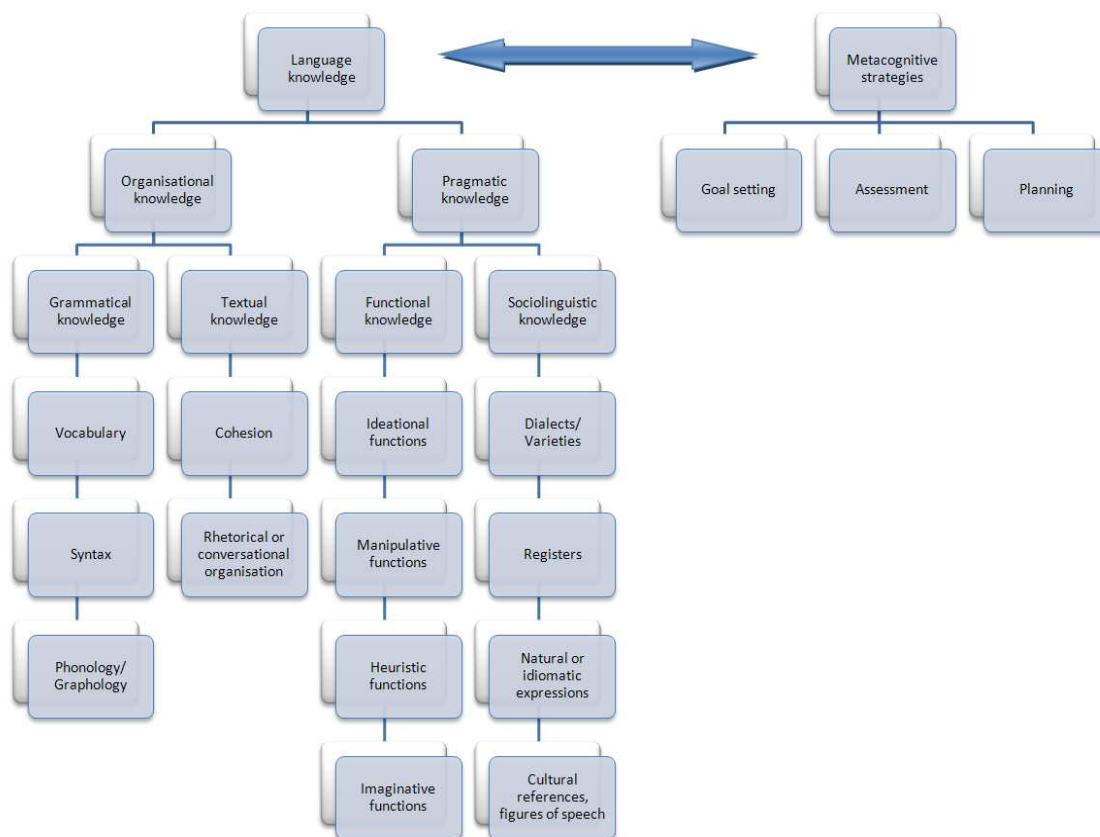 Language
knowledge
Metacognitive
strategies
Organisational
knowledge
Pragmatic
knowledge
Goal setting
Assessment
Planning
Grammatical
knowledge
Textual
knowledge
Functional
knowledge
Sociolinguistic
knowledge
Vocabulary
Cohesion
Ideational
functions
Dialects/
Varieties
Syntax
Rhetorical or
conversational
organisation
Manipulative
functions
Registers
Phonology/
Graphology
Heuristic
functions
Natural or
idiomatic
expressions
Imaginative
functions
Cultural
references,
figures of speech